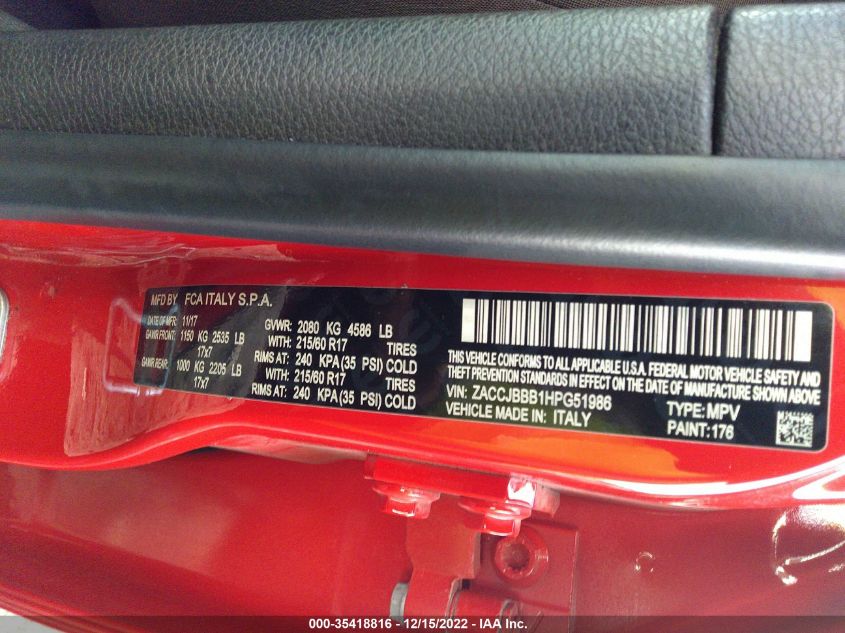 MFD BY FCA ITALY S.P.A.
DATE OF MFR: 11/17 GVWR: 2080 KG 4586 LB
GAWR FRONT: 1150 KG 2535 LB WITH: 215/60 R17 TIRES
17x7 RIMS AT: 240 KPA (35 PSI) COLD
GAWR REAR: 1000 KG 2205 LB WITH: 215/60 R17 TIRES
17x7 RIMS AT: 240 KPA (35 PSI) COLD
THIS VEHICLE CONFORMS TO ALL APPLICABLE U.S.A. FEDERAL MOTOR VEHICLE SAFETY AND
THEFT PREVENTION STANDARDS IN EFFECT ON THE DATE OF MANUFACTURE SHOWN ABOVE
VIN: ZACCJBBB1HPG51986 TYPE: MPV
VEHICLE MADE IN: ITALY PAINT: 176
000-35418816 - 12/15/2022 - IAA Inc.